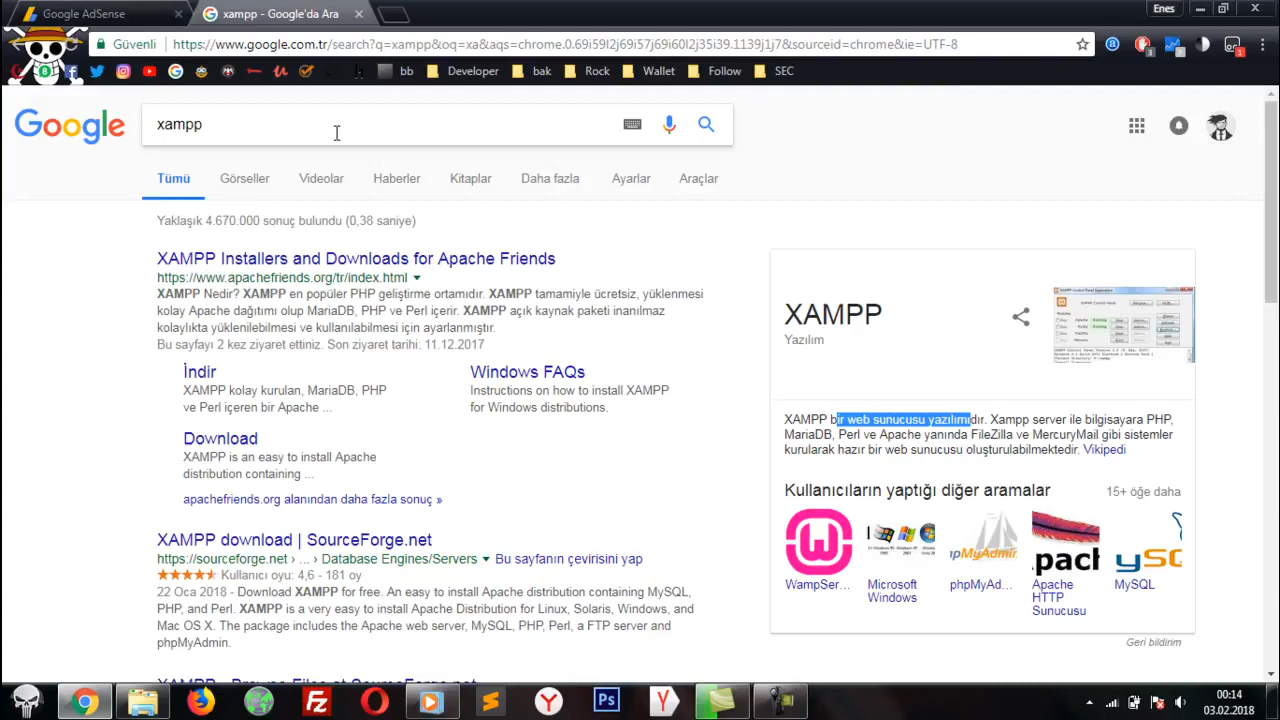 Google AdSense
xampp - Google'da Ara
Enes
Güvenli
https://www.google.com.tr/search?q=xampp&oq=xa&aqs=chrome.0.69i59l2j69i57j69i60l2j35i39.1139j1j7&sourceid=chrome&ie=UTF-8
bb
Developer
bak
Rock
Wallet
Follow
SEC
Google
xampp
Tümü
Görseller
Videolar
Haberler
Kitaplar
Daha fazla
Ayarlar
Araçlar
Yaklaşık 4.670.000 sonuç bulundu (0,38 saniye)
XAMPP Installers and Downloads for Apache Friends
https://www.apachefriends.org/tr/index.html
XAMPP Nedir? XAMPP en popüler PHP geliştirme ortamıdır. XAMPP tamamiyle ücretsiz, yüklenmesi
kolay Apache dağıtımı olup MariaDB, PHP ve Perl içerir. XAMPP açık kaynak paketi inanılmaz
kolaylıkta yüklenilebilmesi ve kullanılabilmesi için ayarlanmıştır.
Bu sayfayı 2 kez ziyaret ettiniz. Son ziyaret tarihi: 11.12.2017
İndir
XAMPP kolay kurulan, MariaDB, PHP
ve Perl içeren bir Apache ...
Windows FAQs
Instructions on how to install XAMPP
for Windows distributions.
Download
XAMPP is an easy to install Apache
distribution containing ...
apachefriends.org alanından daha fazla sonuç »
XAMPP download | SourceForge.net
https://sourceforge.net › ... › Database Engines/Servers
Bu sayfanın çevirisini yap
Kullanıcı oyu: 4,6 - 181 oy
22 Oca 2018 - Download XAMPP for free. An easy to install Apache distribution containing MySQL,
PHP, and Perl. XAMPP is a very easy to install Apache Distribution for Linux, Solaris, Windows, and
Mac OS X. The package includes the Apache web server, MySQL, PHP, Perl, a FTP server and
phpMyAdmin.
XAMPP
Yazılım
XAMPP bir web sunucusu yazılımıdır. Xampp server ile bilgisayara PHP,
MariaDB, Perl ve Apache yanında FileZilla ve MercuryMail gibi sistemler
kurularak hazır bir web sunucusu oluşturulabilmektedir. Vikipedi
Kullanıcıların yaptığı diğer aramalar
15+ öğe daha
WampSer...
Microsoft
Windows
phpMyAd...
Apache
HTTP
Sunucusu
MySQL
Geri bildirim
00:14
03.02.2018